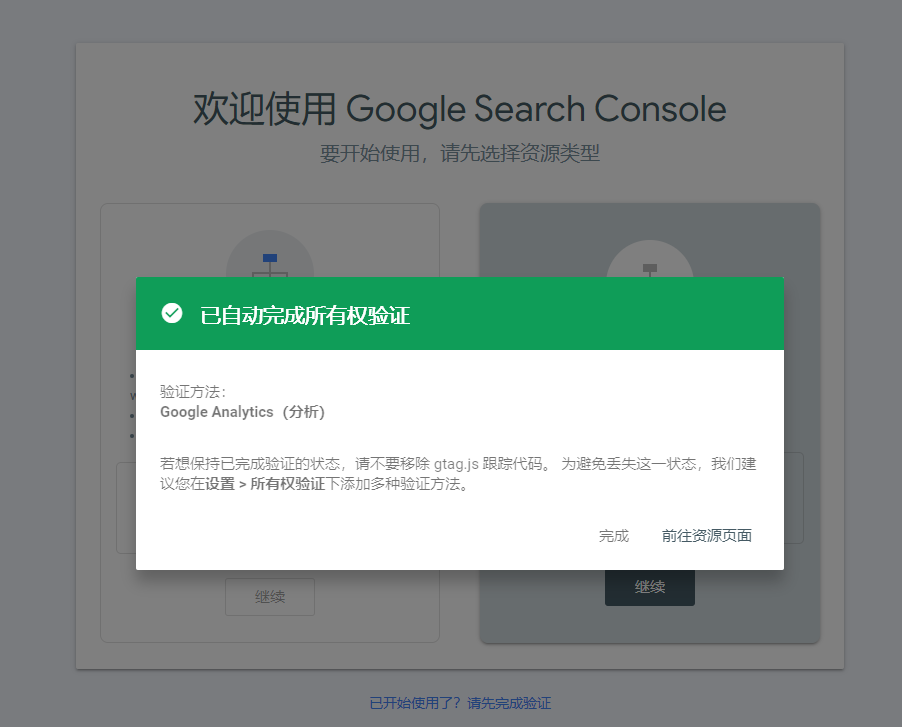 欢迎使用 Google Search Console
要开始使用，请先选择资源类型
已自动完成所有权验证
验证方法：
Google Analytics（分析）
若想保持已完成验证的状态，请不要移除 gtag.js 跟踪代码。 为避免丢失这一状态，我们建
议您在设置 > 所有权验证下添加多种验证方法。
完成
前往资源页面
继续
继续
已开始使用了？请先完成验证